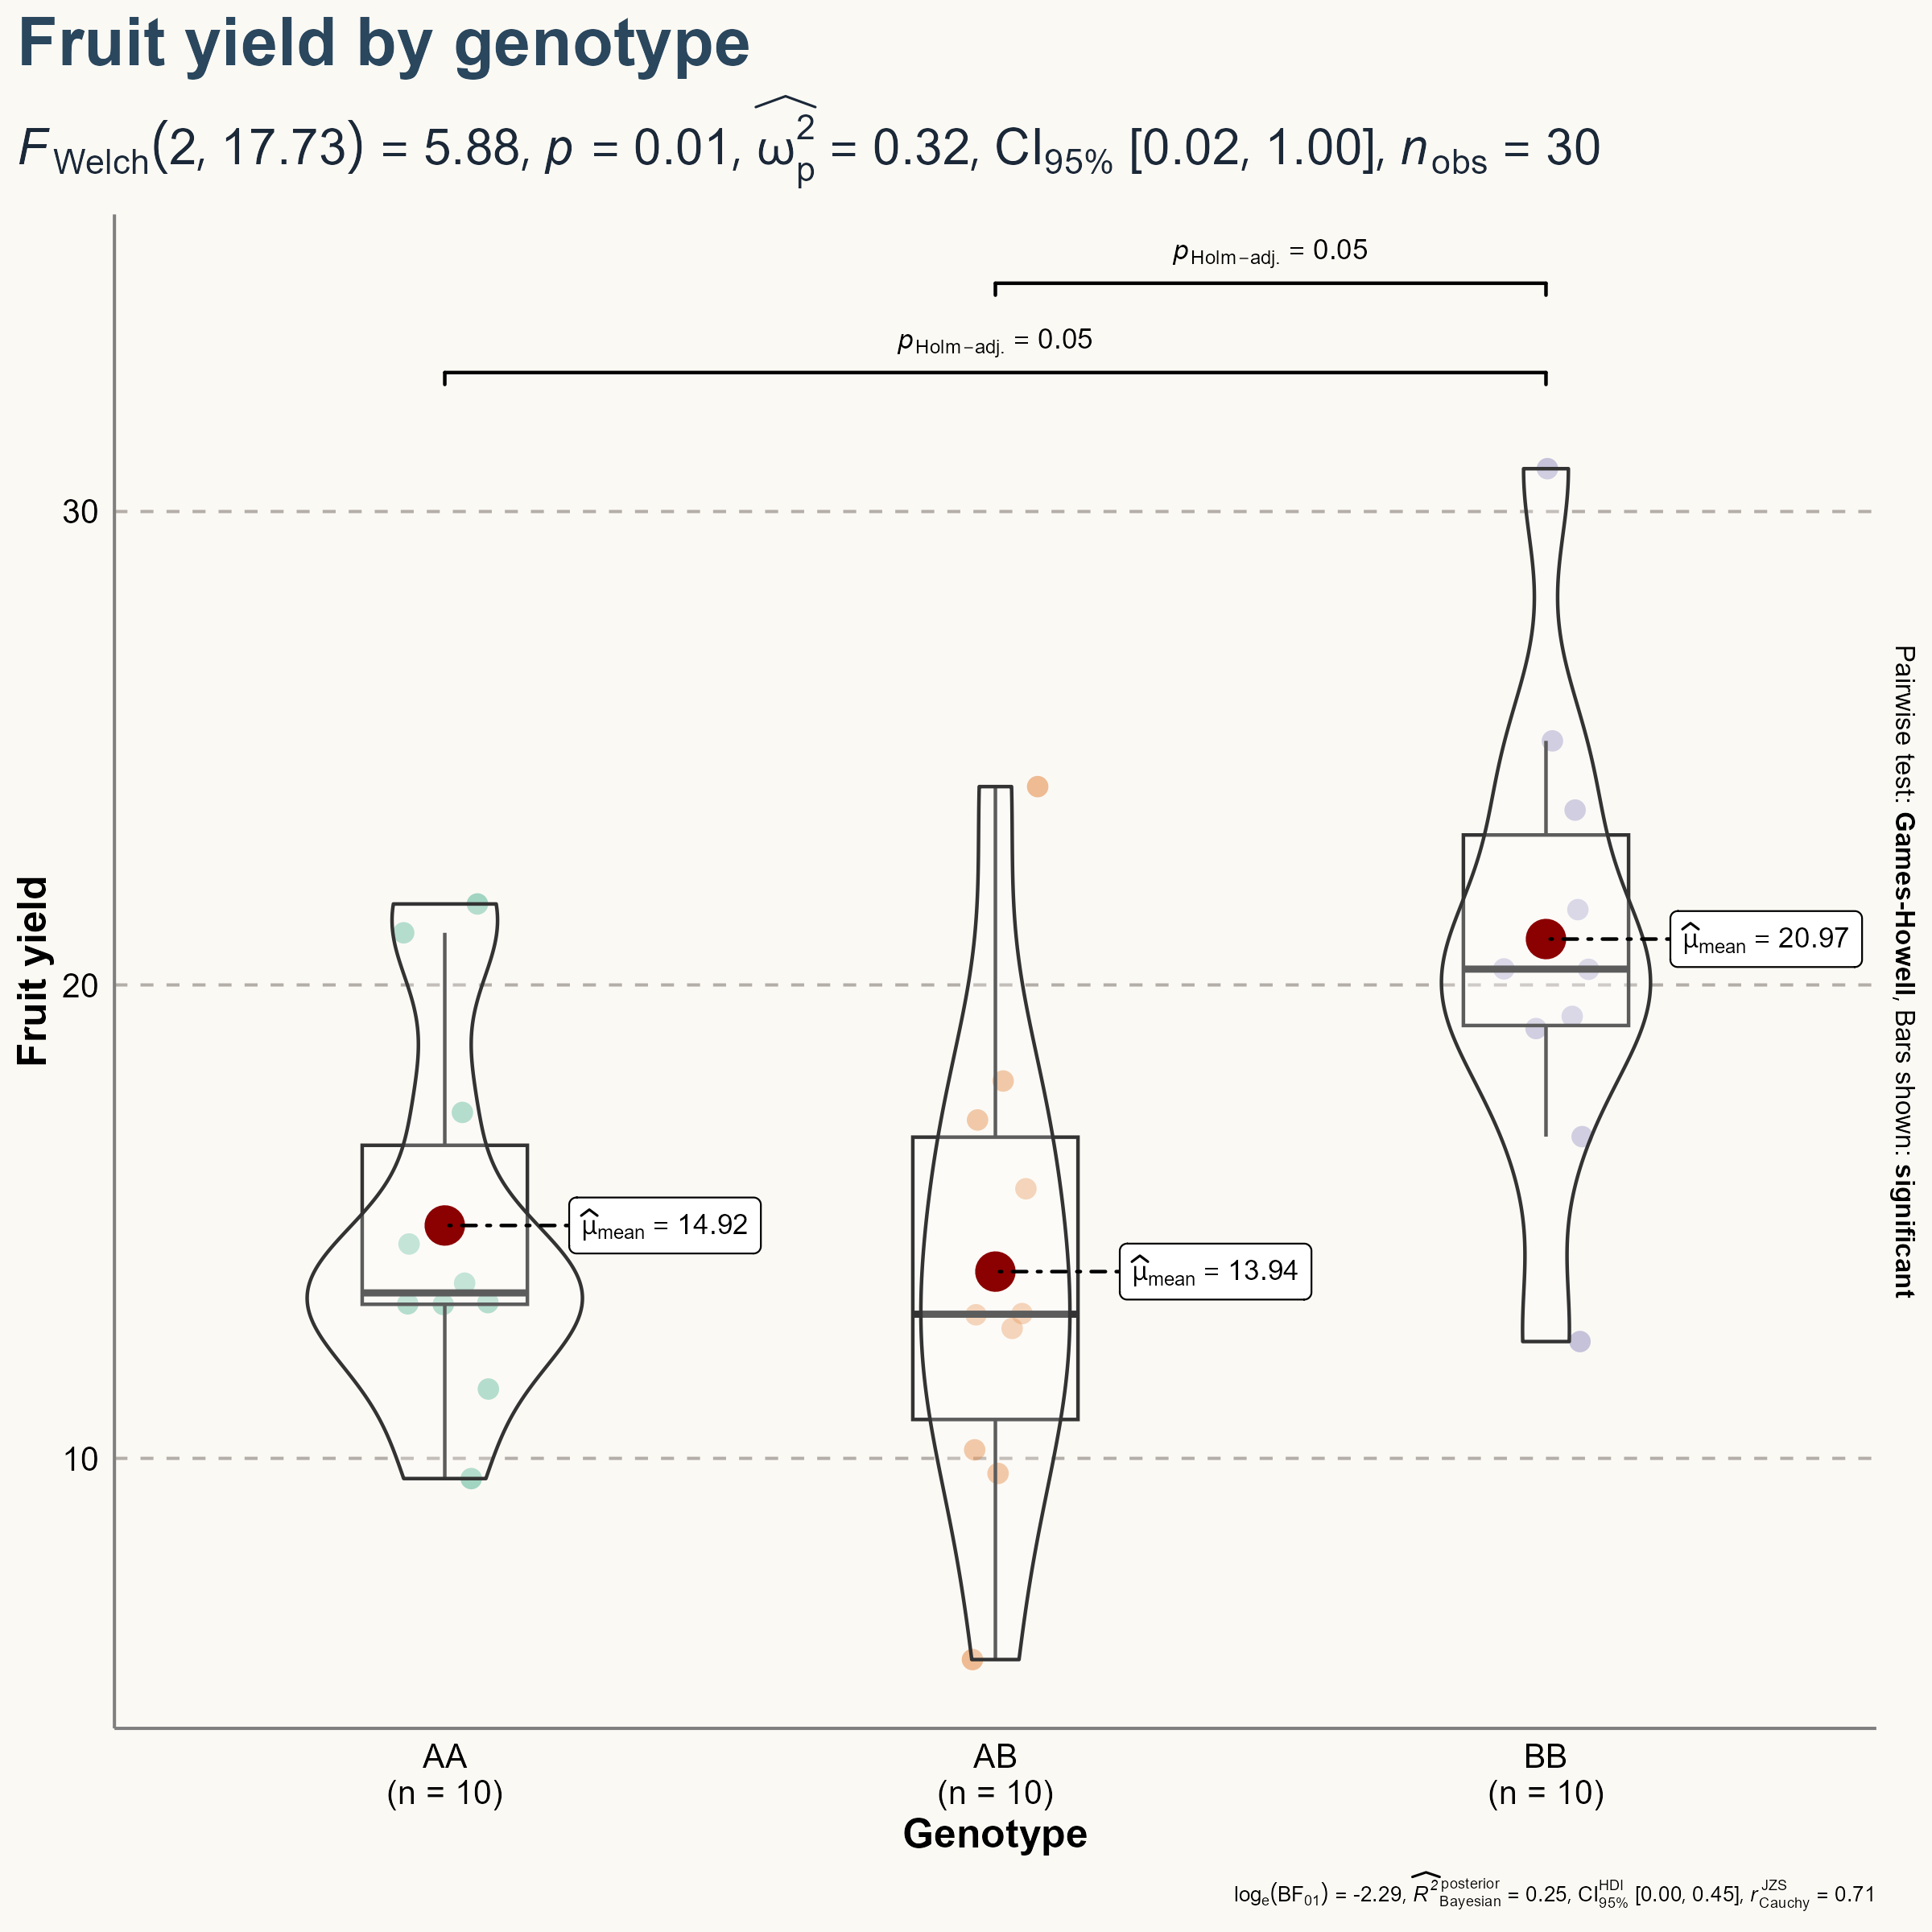 Fruit yield by genotype
F_Welch(2, 17.73) = 5.88, p = 0.01, ω̂²_p = 0.32, CI_95% [0.02, 1.00], n_obs = 30
p_Holm−adj. = 0.05
p_Holm−adj. = 0.05
30
20
10
Fruit yield
μ̂_mean = 14.92
μ̂_mean = 13.94
μ̂_mean = 20.97
Pairwise test: Games-Howell, Bars shown: significant
AA
(n = 10)
AB
(n = 10)
BB
(n = 10)
Genotype
log_e(BF_01) = -2.29, R̂²^posterior_Bayesian = 0.25, CI^HDI_95% [0.00, 0.45], r^JZS_Cauchy = 0.71